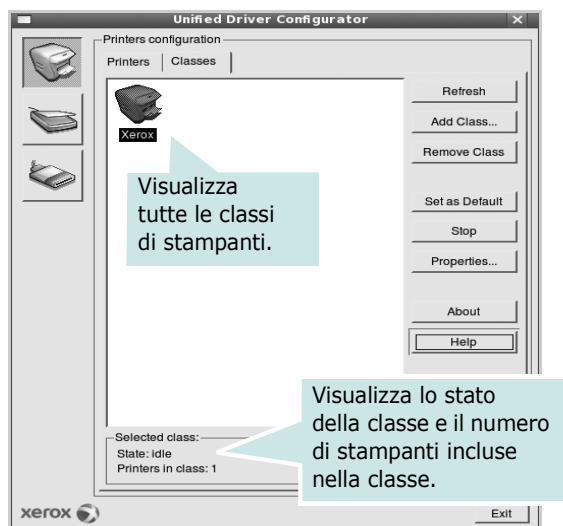 Unified Driver Configurator
Printers configuration
Printers
Classes
Xerox
Visualizza
tutte le classi
di stampanti.
Refresh
Add Class...
Remove Class
Set as Default
Stop
Properties...
About
Help
Visualizza lo stato
della classe e il numero
di stampanti incluse
nella classe.
Selected class:
State: idle
Printers in class: 1
xerox
Exit